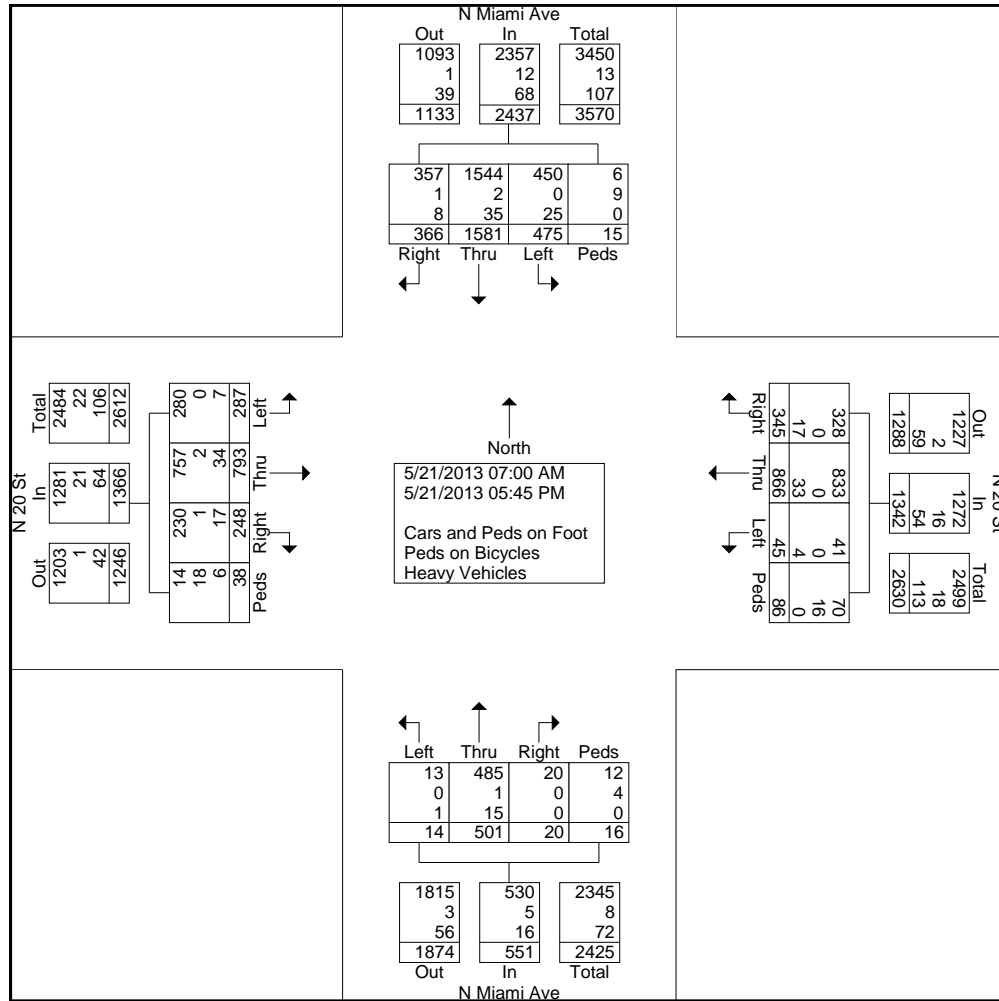 N Miami Ave
Out In Total
1093 2357 3450
1 12 13
39 68 107
1133 2437 3570
357 1544 450 6
1 2 0 9
8 35 25 0
366 1581 475 15
Right Thru Left Peds
N 20 St
Total In Out
2484 1281 1203
22 21 1
106 64 42
2612 1366 1246
280 757 230 14
0 2 1 18
7 34 17 6
287 793 248 38
Left Thru Right Peds
North
5/21/2013 07:00 AM
5/21/2013 05:45 PM
Cars and Peds on Foot
Peds on Bicycles
Heavy Vehicles
Right Thru Left Peds
345 866 45 86
17 33 4 0
0 0 0 16
328 833 41 70
N 20 St
Out In Total
1227 1272 2499
2 16 18
59 54 113
1288 1342 2630
Left Thru Right Peds
13 485 20 12
0 1 0 4
1 15 0 0
14 501 20 16
1815 530 2345
3 5 8
56 16 72
1874 551 2425
Out In Total
N Miami Ave